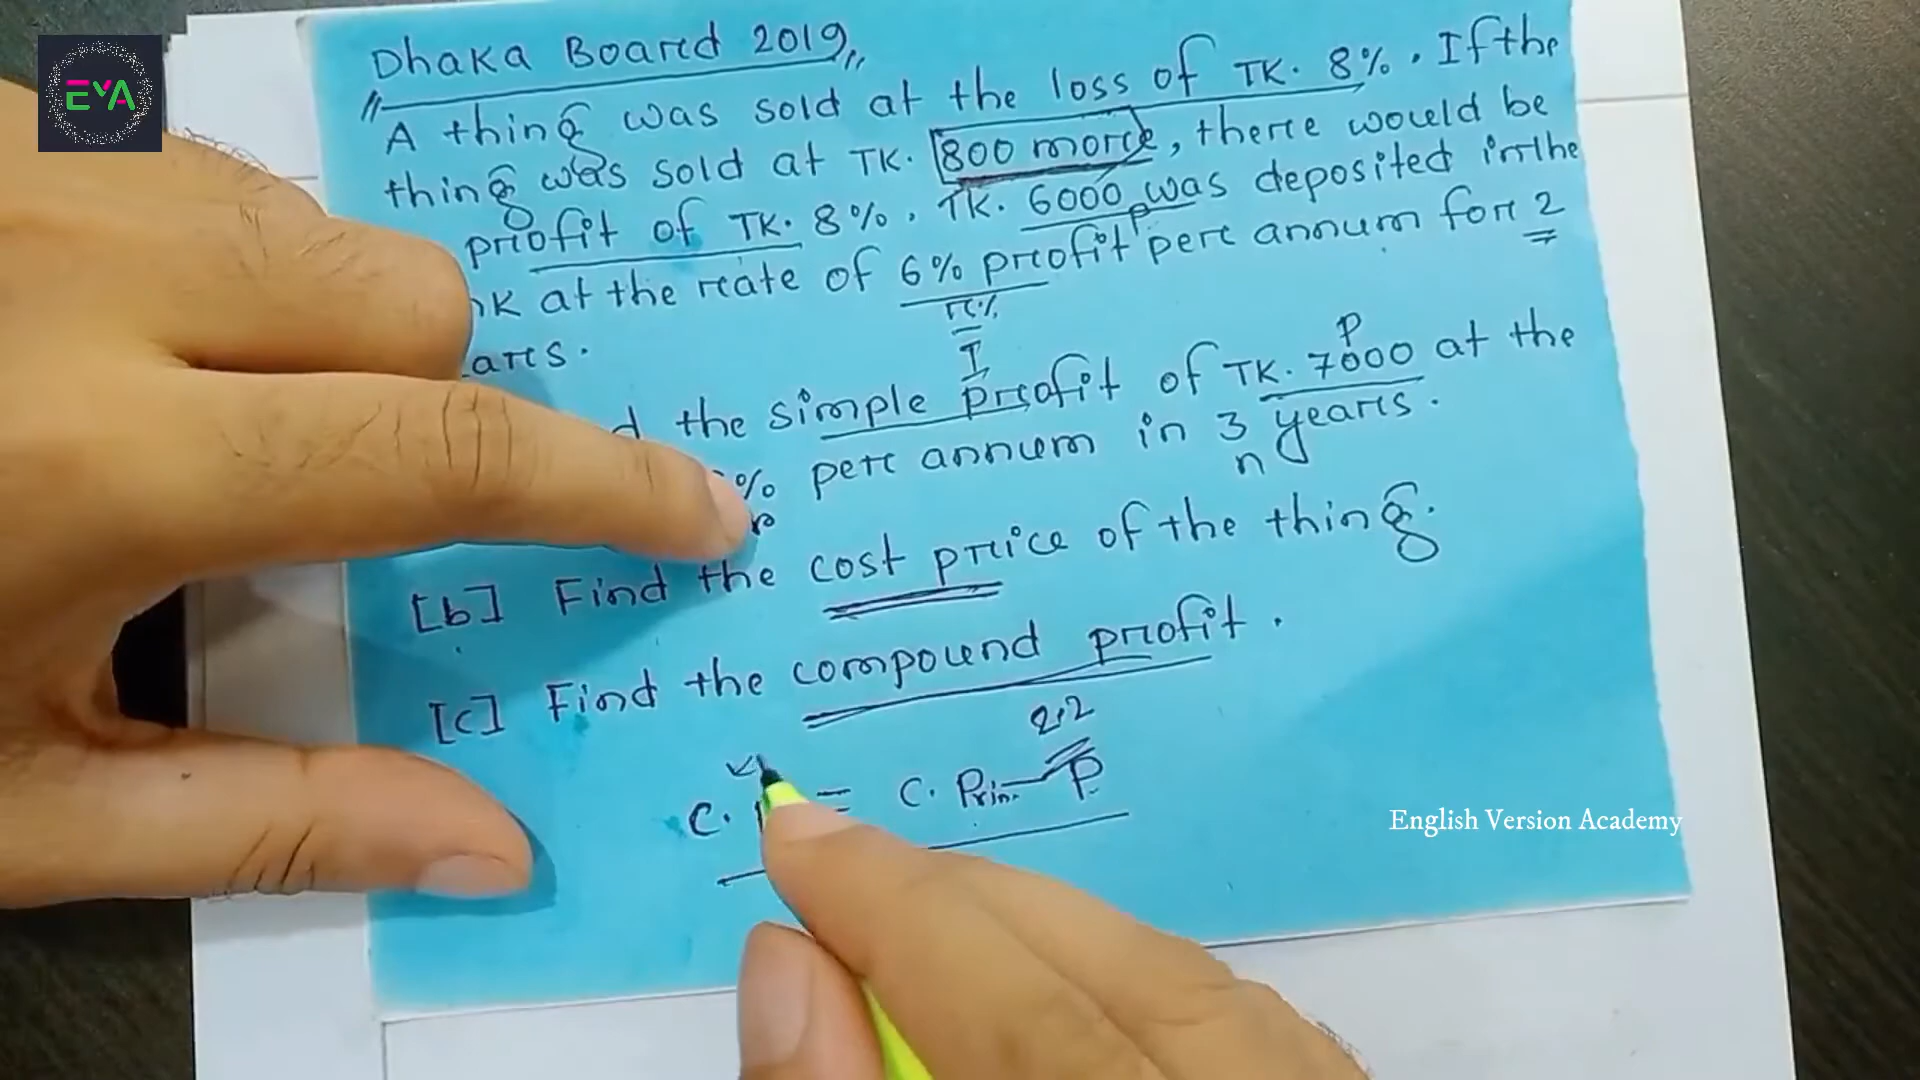 EYA
Dhaka Board 2019,,
"A thing was sold at the loss of TK. 8%. If the
thing was sold at TK. 800 more, there would be
profit of TK. 8%. TK. 6000 was deposited in the
P
at the rate of 6% profit per annum for 2
r%
I
P
the simple profit of TK. 7000 at the
% per annum in 3 years.
n
[b] Find the cost price of the thing.
[c] Find the compound profit.
2.2
C. = C. Prin. - P
English Version Academy